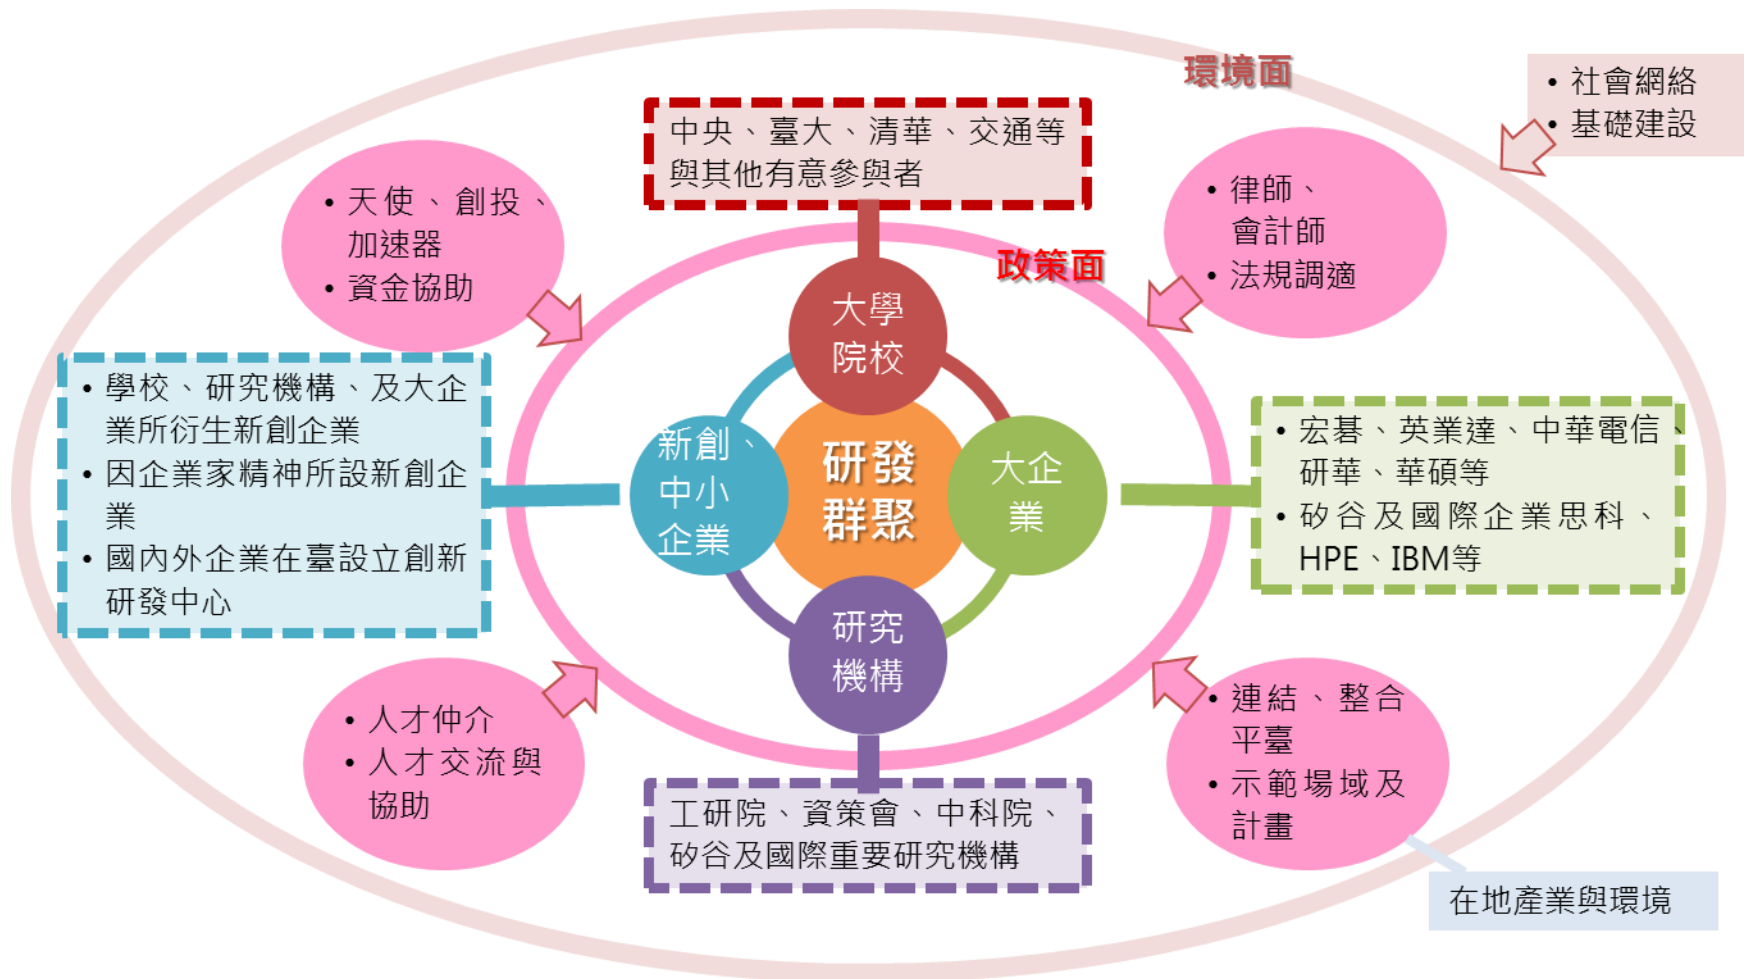 環境面
• 社會網絡
• 基礎建設
中央、臺大、清華、交通等
與其他有意參與者
• 天使、創投、
加速器
• 資金協助
• 律師、
會計師
• 法規調適
政策面
大學
院校
• 學校、研究機構、及大企
業所衍生新創企業
• 因企業家精神所設新創企
業
• 國內外企業在臺設立創新
研發中心
新創、
中小
企業
研發
群聚
大企
業
• 宏碁、英業達、中華電信、
研華、華碩等
• 矽谷及國際企業思科、
HPE、IBM等
研究
機構
• 人才仲介
• 人才交流與
協助
• 連結、整合
平臺
• 示範場域及
計畫
工研院、資策會、中科院、
矽谷及國際重要研究機構
在地產業與環境